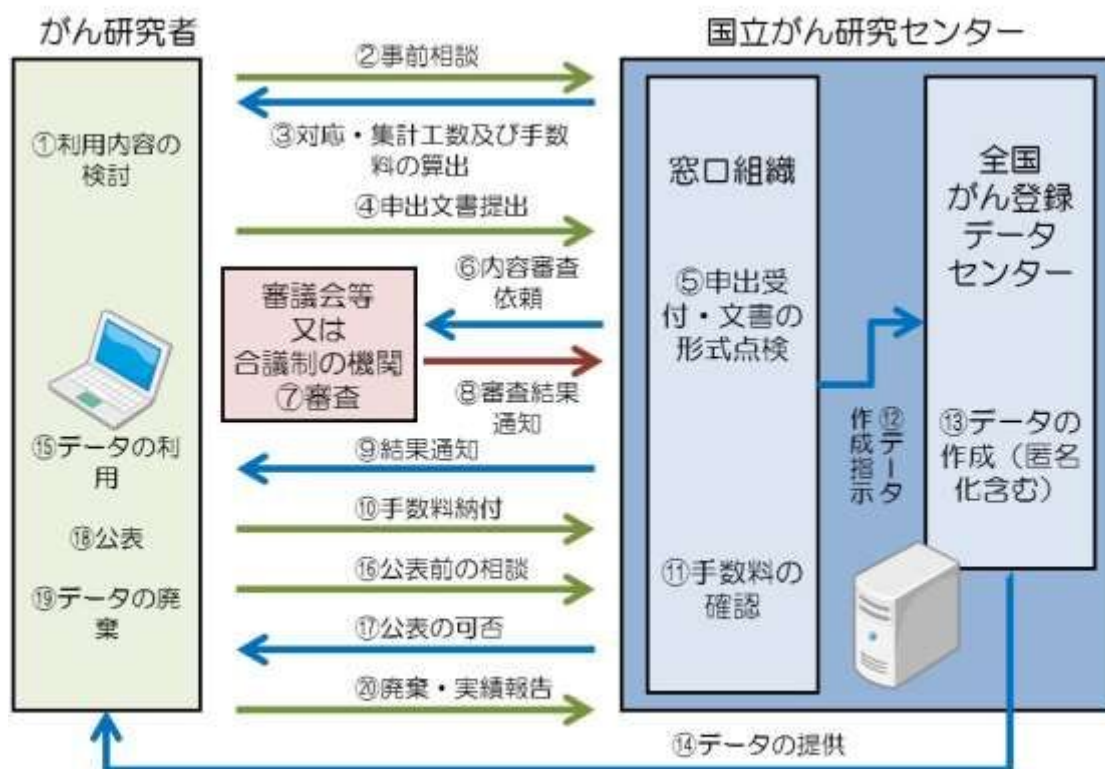 がん研究者
国立がん研究センター
②事前相談
①利用内容の
検討
③対応・集計工数及び手数
料の算出
④申出文書提出
窓口組織
全国
がん登録
データ
センター
⑥内容審査
依頼
⑤申出受
付・文書の
形式点検
審議会等
又は
合議制の機関
⑦審査
⑧審査結果
通知
⑫データ
作成指示
⑬データの
作成（匿名
化含む）
⑮データの利
用
⑨結果通知
⑩手数料納付
⑱公表
⑯公表前の相談
⑪手数料の
確認
⑲データの廃
棄
⑰公表の可否
⑳廃棄・実績報告
⑭データの提供